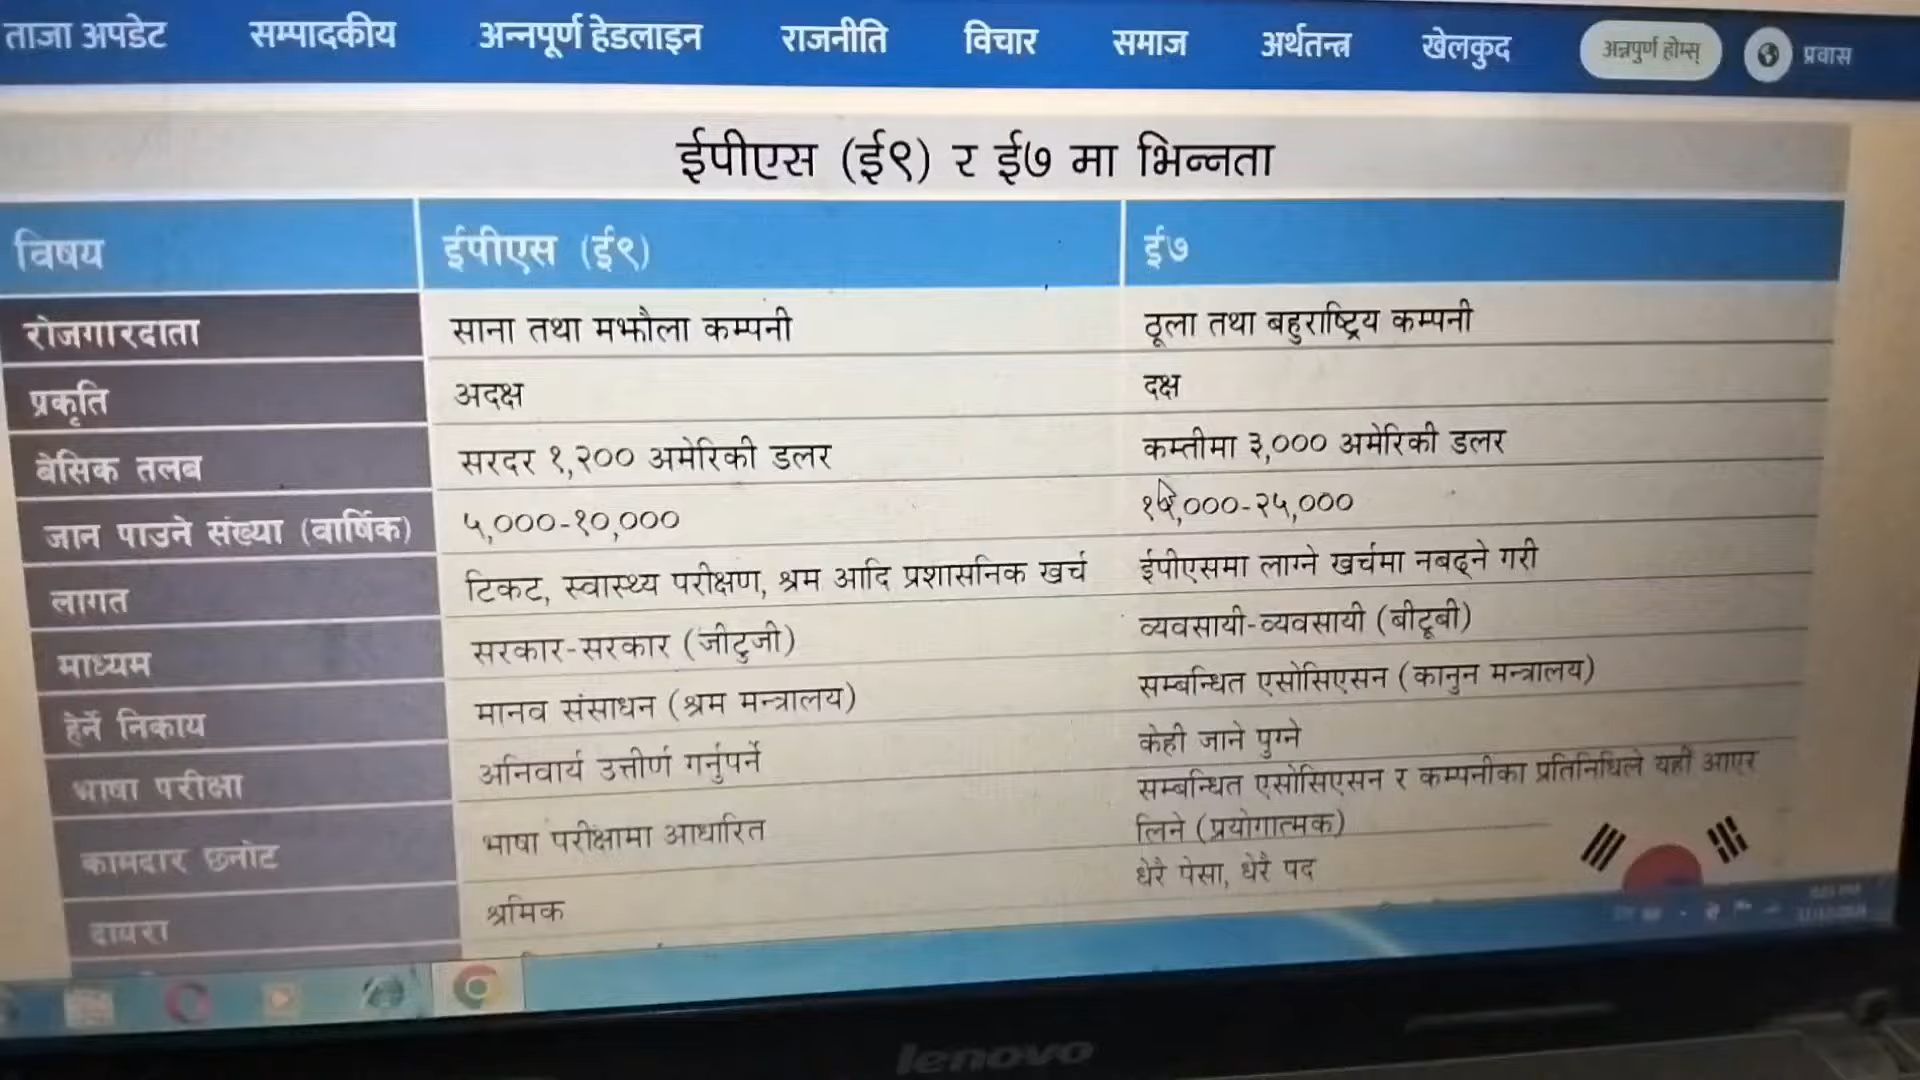 ताजा अपडेट सम्पादकीय अन्नपूर्ण हेडलाइन राजनीति विचार समाज अर्थतन्त्र खेलकुद अन्नपूर्ण होम्स् प्रवास
ईपीएस (ई९) र ई७ मा भिन्नता
विषय ईपीएस (ई९) ई७
रोजगारदाता साना तथा मझौला कम्पनी ठूला तथा बहुराष्ट्रिय कम्पनी
प्रकृति अदक्ष दक्ष
बेसिक तलब सरदर १,२०० अमेरिकी डलर कम्तीमा ३,००० अमेरिकी डलर
जान पाउने संख्या (वार्षिक) ५,०००-१०,०००
लागत टिकट, स्वास्थ्य परीक्षण, श्रम आदि प्रशासनिक खर्च ईपीएसमा लाग्ने खर्चमा नबढ्ने गरी
माध्यम सरकार-सरकार (जीटुजी) व्यवसायी-व्यवसायी (बीटूबी)
हेर्ने निकाय मानव संसाधन (श्रम मन्त्रालय) सम्बन्धित एसोसिएसन (कानुन मन्त्रालय)
भाषा परीक्षा अनिवार्य उत्तीर्ण गर्नुपर्ने केही जाने पुग्ने
कामदार छनोट भाषा परीक्षामा आधारित सम्बन्धित एसोसिएसन र कम्पनीका प्रतिनिधिले यहीं आएर
लिने (प्रयोगात्मक)
दायरा श्रमिक धेरै पेसा, धेरै पद
lenovo